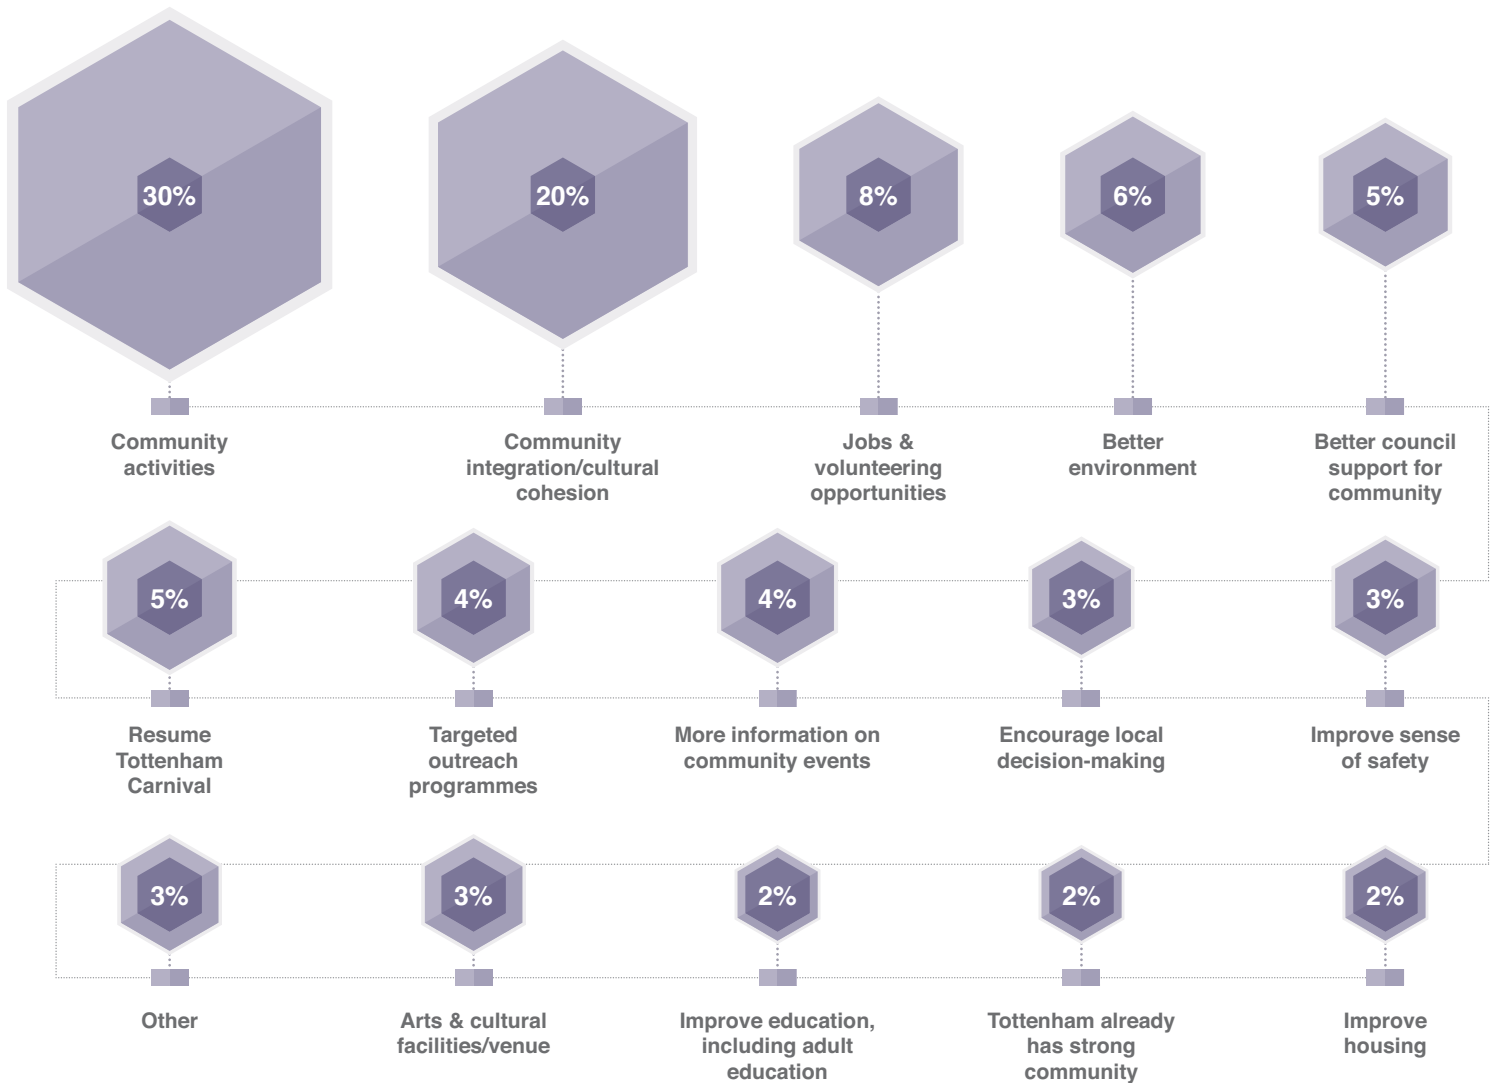 30%
20%
8%
6%
5%
Community
activities
Community
integration/cultural
cohesion
Jobs &
volunteering
opportunities
Better
environment
Better council
support for
community
5%
4%
4%
3%
3%
Resume
Tottenham
Carnival
Targeted
outreach
programmes
More information on
community events
Encourage local
decision-making
Improve sense
of safety
3%
3%
2%
2%
2%
Other
Arts & cultural
facilities/venue
Improve education,
including adult
education
Tottenham already
has strong
community
Improve
housing